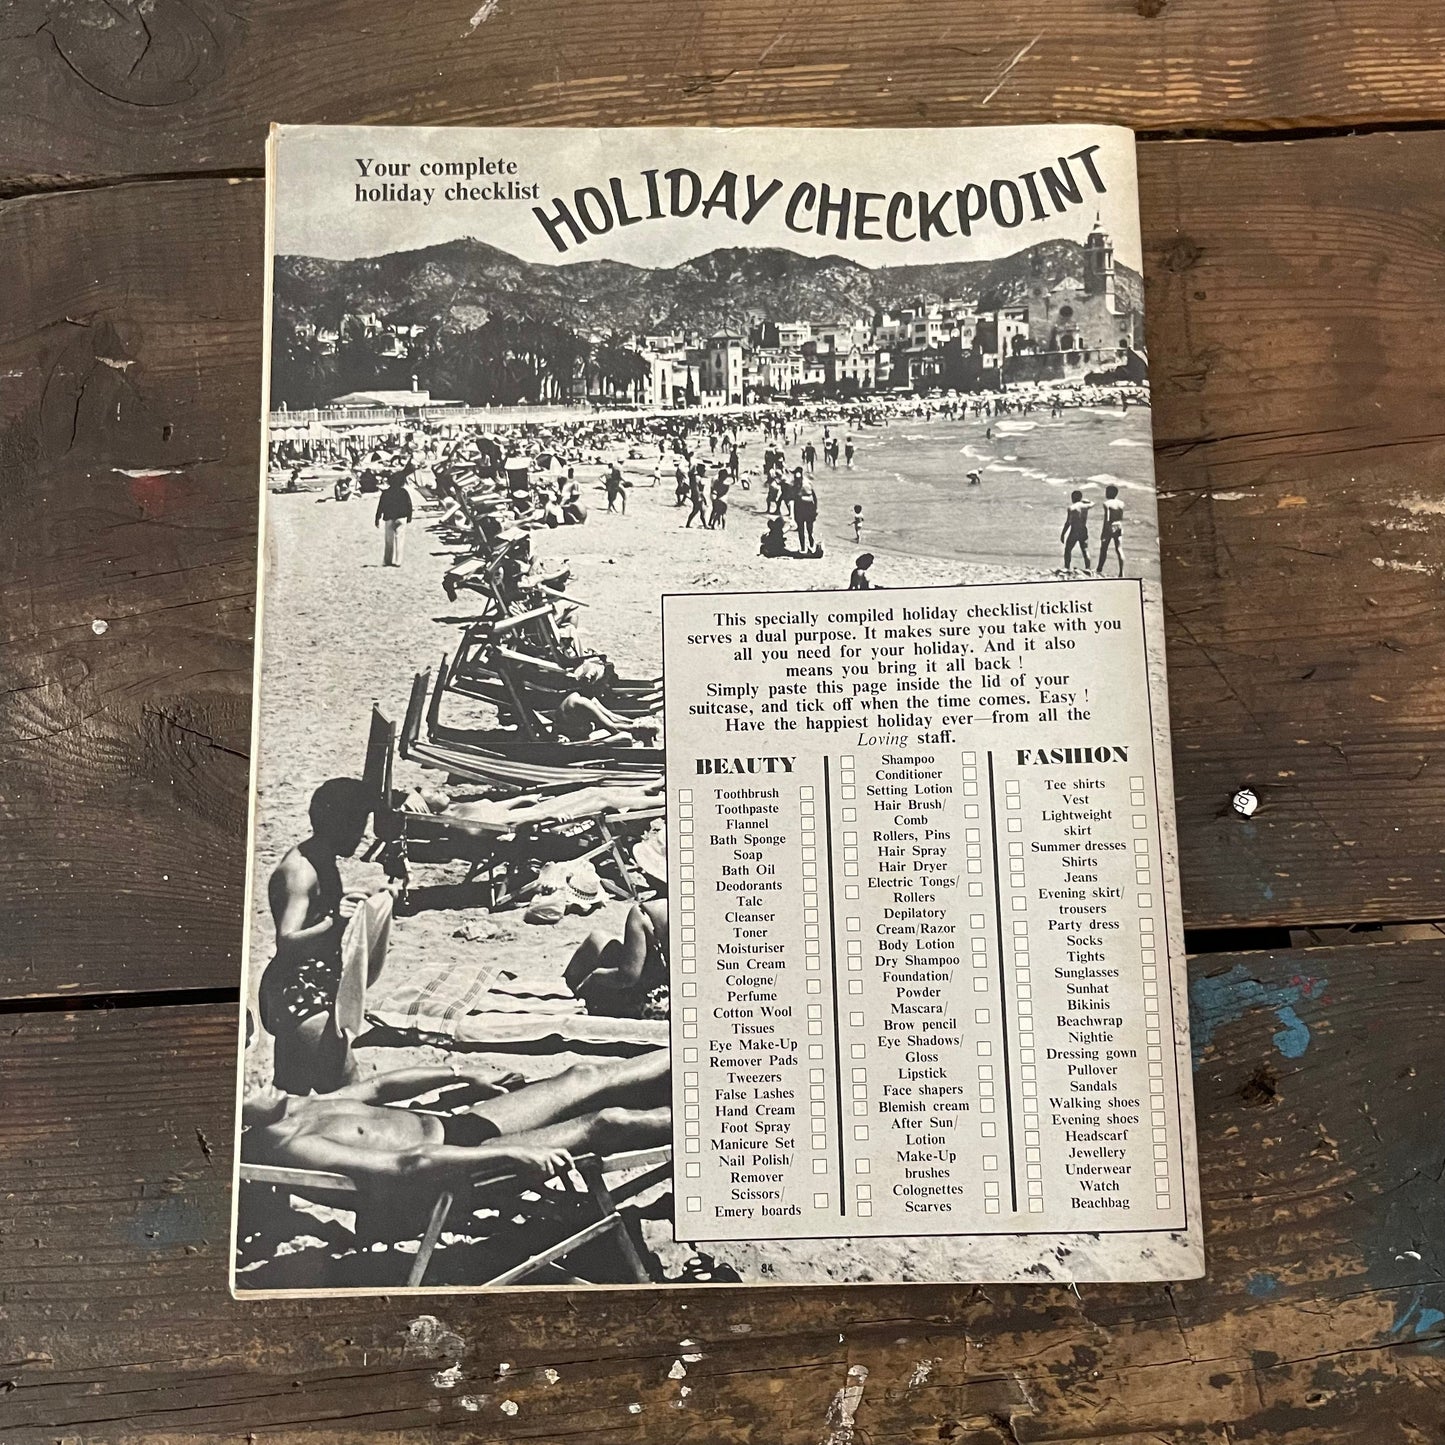 Your complete
holiday checklist
HOLIDAY CHECKPOINT
This specially compiled holiday checklist/ticklist
serves a dual purpose. It makes sure you take with you
all you need for your holiday. And it also
means you bring it all back !
Simply paste this page inside the lid of your
suitcase, and tick off when the time comes. Easy !
Have the happiest holiday ever—from all the
Loving staff.
BEAUTY
Toothbrush
Toothpaste
Flannel
Bath Sponge
Soap
Bath Oil
Deodorants
Talc
Cleanser
Toner
Moisturiser
Sun Cream
Cologne/
Perfume
Cotton Wool
Tissues
Eye Make-Up
Remover Pads
Tweezers
False Lashes
Hand Cream
Foot Spray
Manicure Set
Nail Polish/
Remover
Scissors/
Emery boards
Shampoo
Conditioner
Setting Lotion
Hair Brush/
Comb
Rollers, Pins
Hair Spray
Hair Dryer
Electric Tongs/
Rollers
Depilatory
Cream/Razor
Body Lotion
Dry Shampoo
Foundation/
Powder
Mascara/
Brow pencil
Eye Shadows/
Gloss
Lipstick
Face shapers
Blemish cream
After Sun/
Lotion
Make-Up
brushes
Colognettes
Scarves
FASHION
Tee shirts
Vest
Lightweight
skirt
Summer dresses
Shirts
Jeans
Evening skirt/
trousers
Party dress
Socks
Tights
Sunglasses
Sunhat
Bikinis
Beachwrap
Nightie
Dressing gown
Pullover
Sandals
Walking shoes
Evening shoes
Headscarf
Jewellery
Underwear
Watch
Beachbag
84